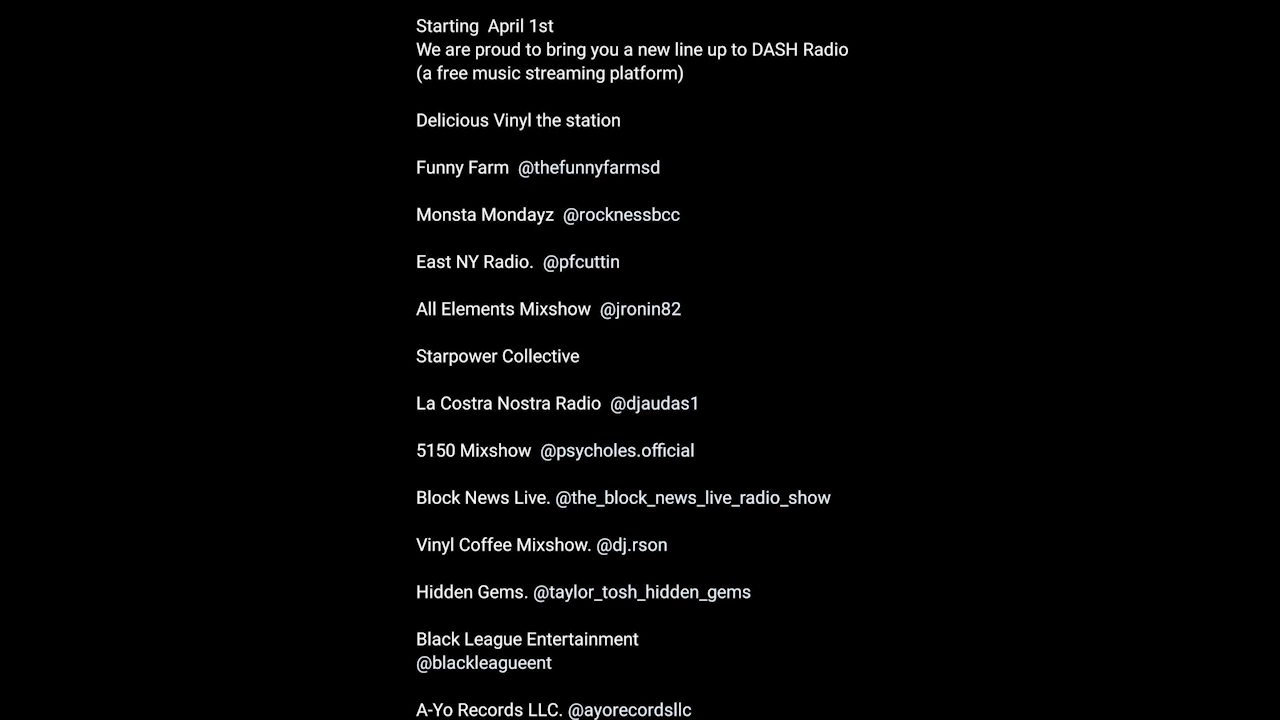 Starting  April 1st
We are proud to bring you a new line up to DASH Radio
(a free music streaming platform)
Delicious Vinyl the station
Funny Farm  @thefunnyfarmsd
Monsta Mondayz  @rocknessbcc
East NY Radio.  @pfcuttin
All Elements Mixshow  @jronin82
Starpower Collective
La Costra Nostra Radio  @djaudas1
5150 Mixshow  @psycholes.official
Block News Live. @the_block_news_live_radio_show
Vinyl Coffee Mixshow. @dj.rson
Hidden Gems. @taylor_tosh_hidden_gems
Black League Entertainment
@blackleagueent
A-Yo Records LLC. @ayorecordsllc